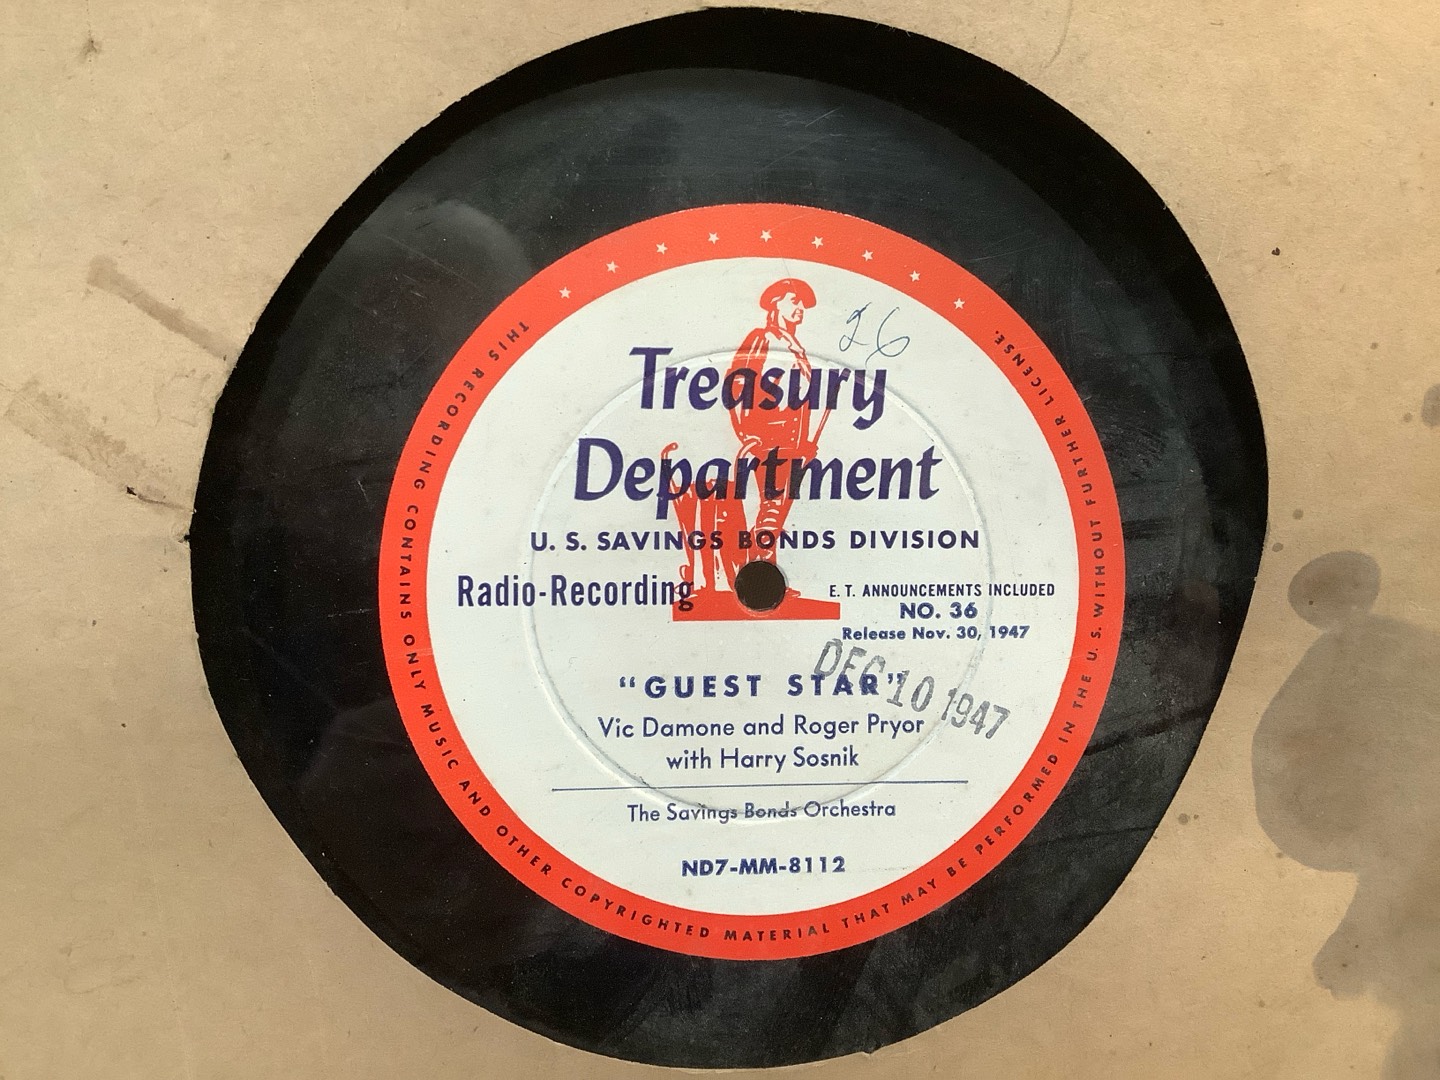 THIS RECORDING CONTAINS ONLY MUSIC AND OTHER COPYRIGHTED MATERIAL THAT MAY BE PERFORMED IN THE U. S. WITHOUT FURTHER LICENSE.
26
Treasury
Department
U. S. SAVINGS BONDS DIVISION
Radio-Recording
E. T. ANNOUNCEMENTS INCLUDED
NO. 36
Release Nov. 30, 1947
DEC 10 1947
"GUEST STAR"
Vic Damone and Roger Pryor
with Harry Sosnik
The Savings Bonds Orchestra
ND7-MM-8112